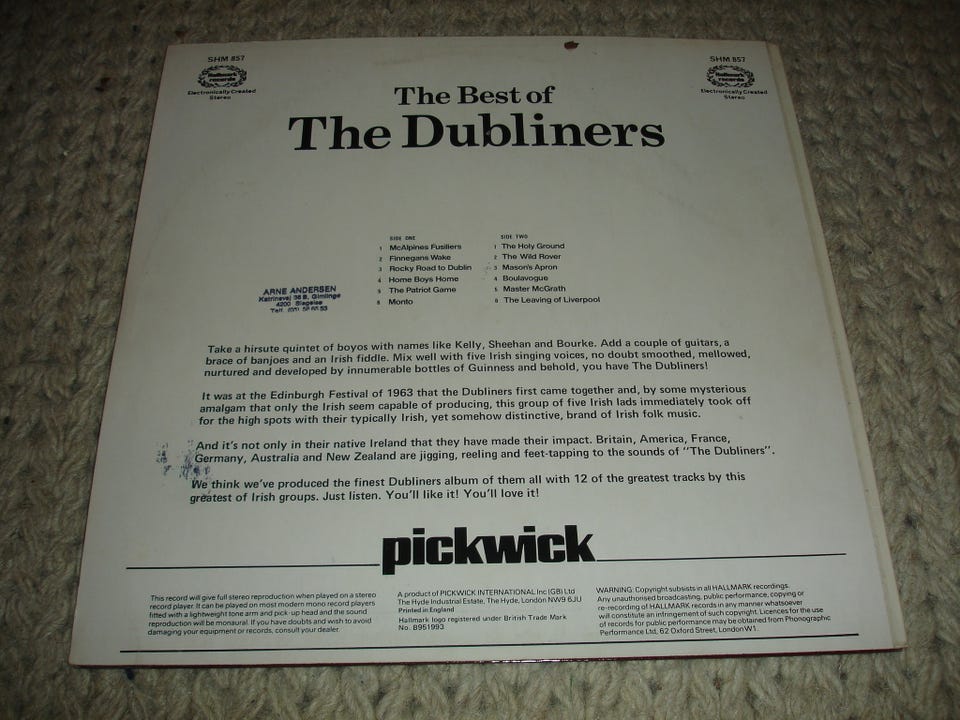 SHM 857
Hallmark
records
Electronically Created
Stereo
SHM 857
Hallmark
records
Electronically Created
Stereo
The Best of
The Dubliners
SIDE ONE
1 McAlpines Fusiliers
2 Finnegans Wake
3 Rocky Road to Dublin
4 Home Boys Home
5 The Patriot Game
6 Monto
SIDE TWO
1 The Holy Ground
2 The Wild Rover
3 Mason's Apron
4 Boulavogue
5 Master McGrath
6 The Leaving of Liverpool
ARNE ANDERSEN
Katrinevej 36 B, Gimlinge
4200 Slagelse
Telf.
Take a hirsute quintet of boyos with names like Kelly, Sheehan and Bourke. Add a couple of guitars, a
brace of banjoes and an Irish fiddle. Mix well with five Irish singing voices, no doubt smoothed, mellowed,
nurtured and developed by innumerable bottles of Guinness and behold, you have The Dubliners!
It was at the Edinburgh Festival of 1963 that the Dubliners first came together and, by some mysterious
amalgam that only the Irish seem capable of producing, this group of five Irish lads immediately took off
for the high spots with their typically Irish, yet somehow distinctive, brand of Irish folk music.
And it's not only in their native Ireland that they have made their impact. Britain, America, France,
Germany, Australia and New Zealand are jigging, reeling and feet-tapping to the sounds of "The Dubliners".
We think we've produced the finest Dubliners album of them all with 12 of the greatest tracks by this
greatest of Irish groups. Just listen. You'll like it! You'll love it!
pickwick
This record will give full stereo reproduction when played on a stereo
record player. It can be played on most modern mono record players
fitted with a lightweight tone arm and pick-up head and the sound
reproduction will be monaural. If you have doubts and wish to avoid
damaging your equipment or records, consult your dealer
A product of PICKWICK INTERNATIONAL Inc (GB) Ltd
The Hyde Industrial Estate, The Hyde, London NW9 6JU
Printed in England
Hallmark logo registered under British Trade Mark
No. B951993
WARNING: Copyright subsists in all HALLMARK recordings.
Any unauthorised broadcasting, public performance, copying or
re-recording of HALLMARK records in any manner whatsoever
will constitute an infringement of such copyright. Licences for the use
of records for public performance may be obtained from Phonographic
Performance Ltd, 62 Oxford Street, London W1.